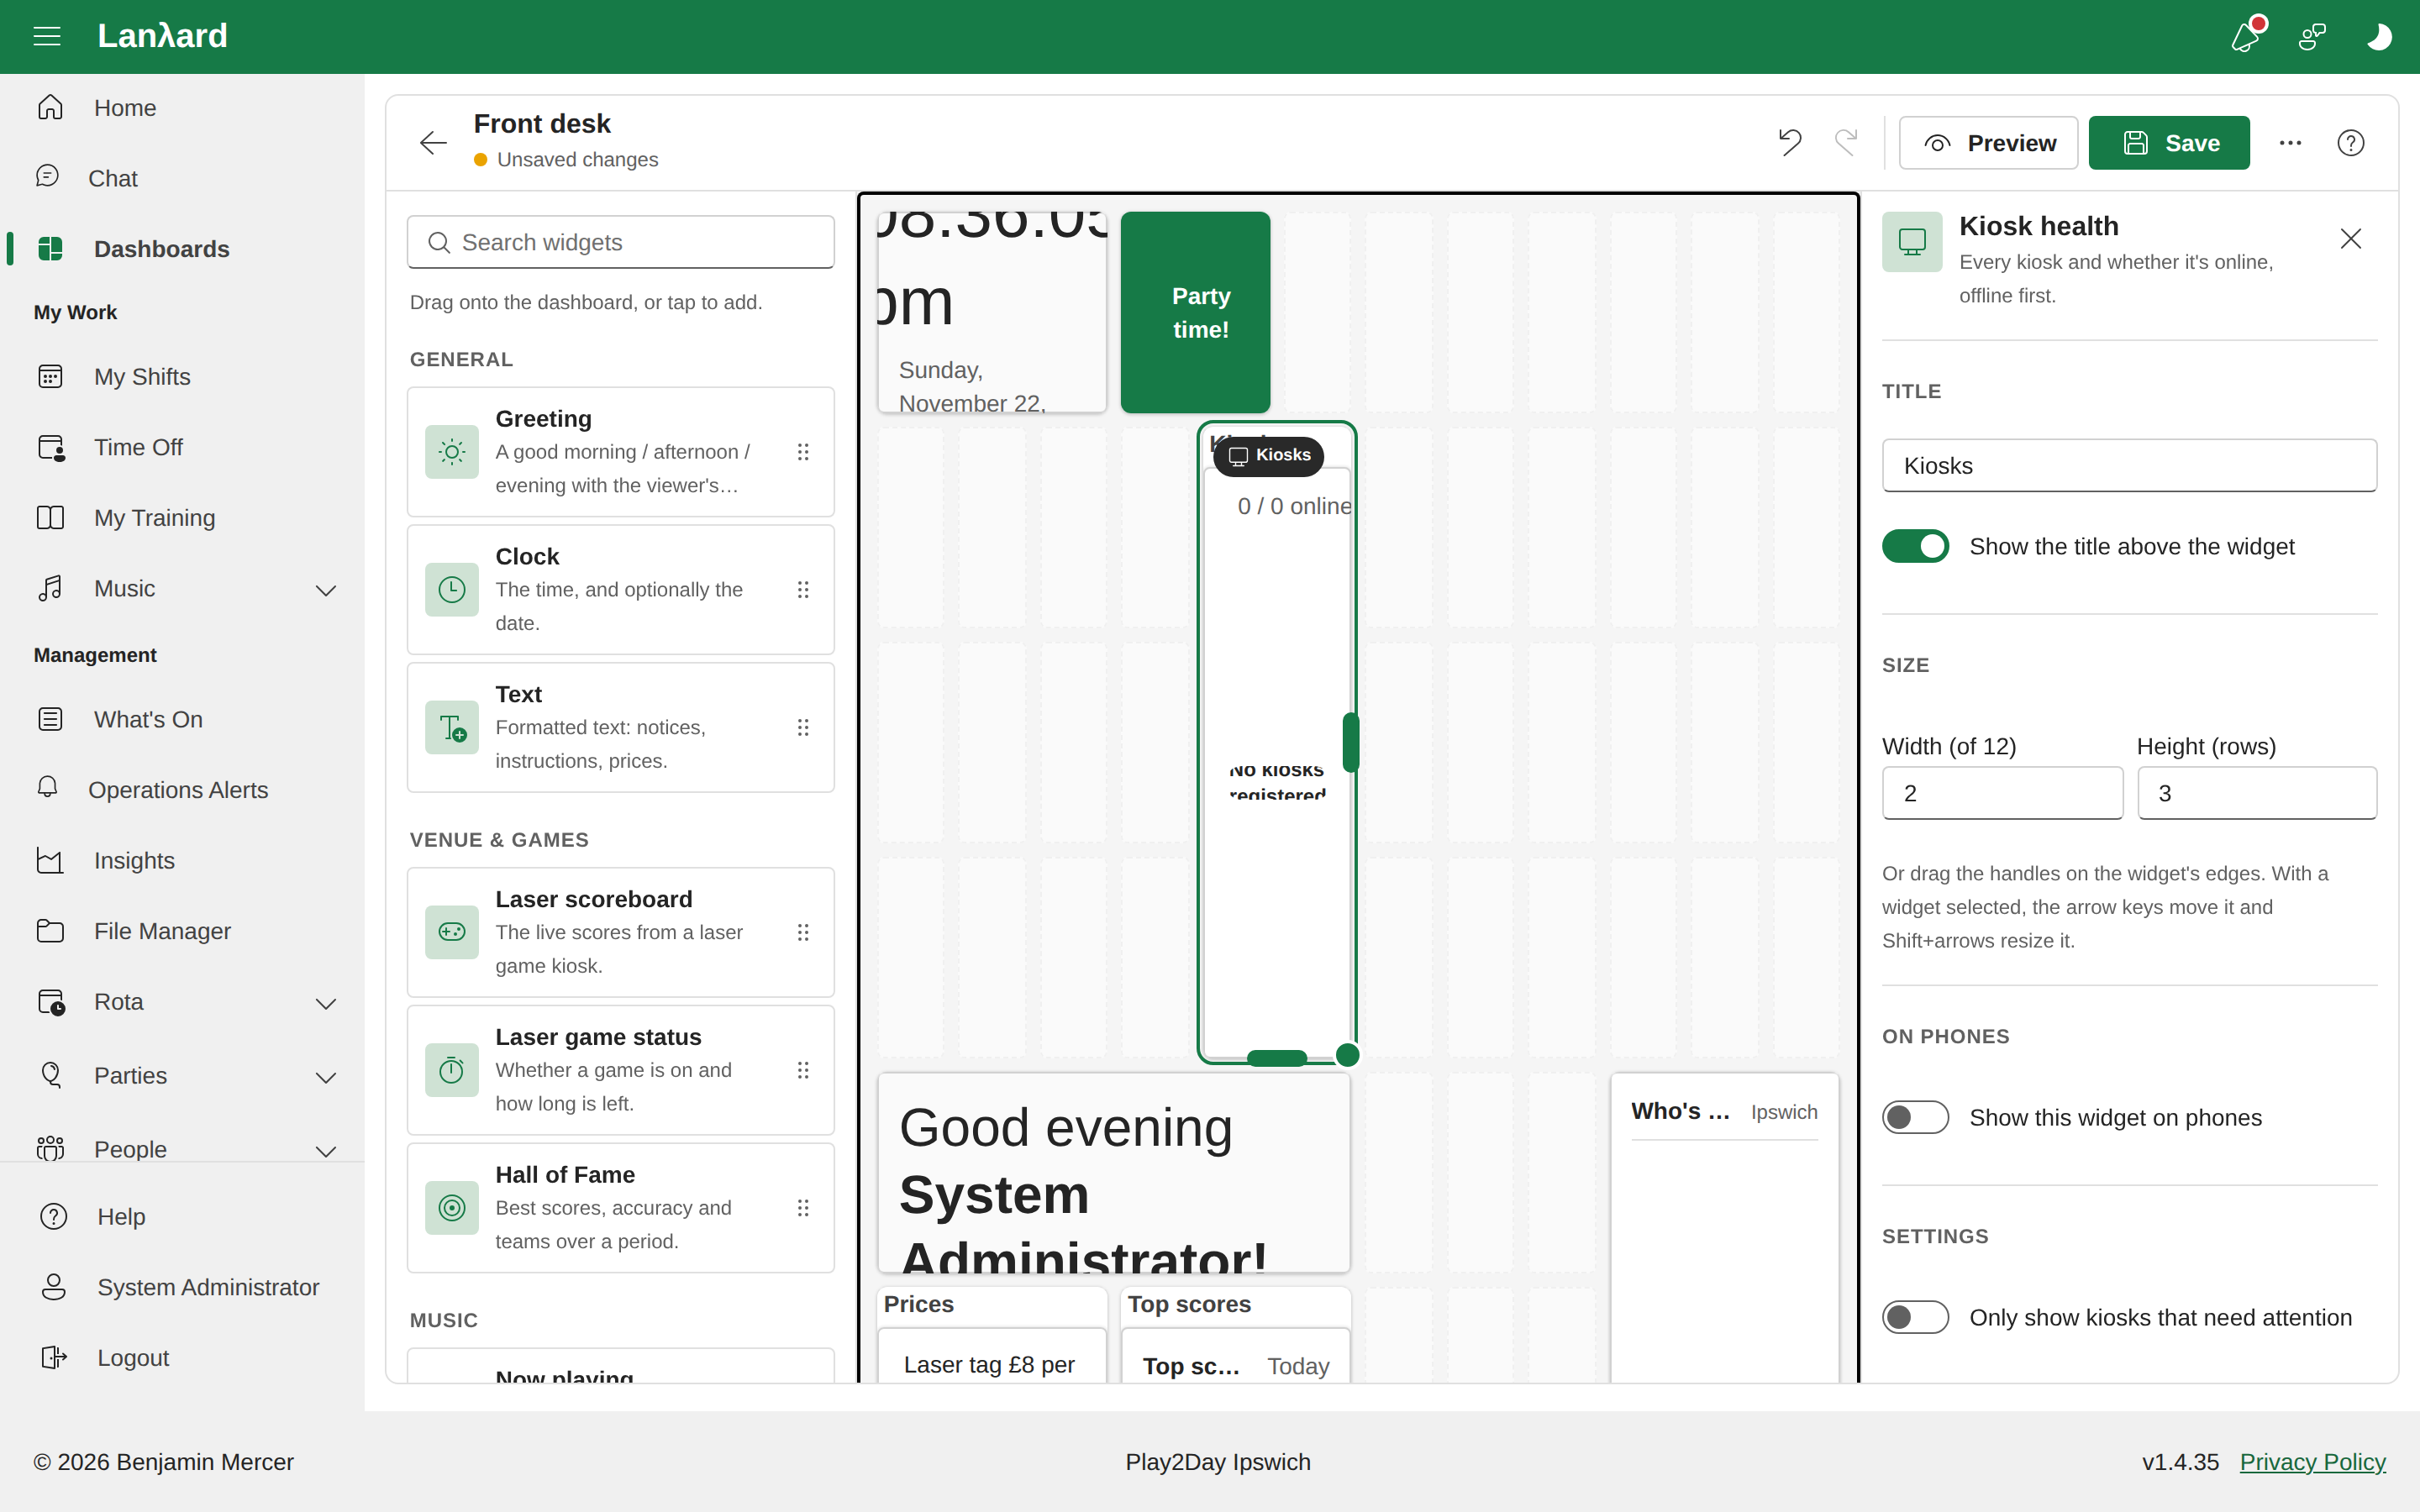 Lanλard
Home
Chat
Dashboards
My Work
My Shifts
Time Off
My Training
Music
Management
What's On
Operations Alerts
Insights
File Manager
Rota
Parties
People
Help
System Administrator
Logout
Front desk
Unsaved changes
Preview
Save
Search widgets
Drag onto the dashboard, or tap to add.
GENERAL
Greeting
A good morning / afternoon /
evening with the viewer's…
Clock
The time, and optionally the
date.
Text
Formatted text: notices,
instructions, prices.
VENUE & GAMES
Laser scoreboard
The live scores from a laser
game kiosk.
Laser game status
Whether a game is on and
how long is left.
Hall of Fame
Best scores, accuracy and
teams over a period.
MUSIC
Now playing
08:36:05
pm
Sunday,
November 22,
Party
time!
Kiosks
0 / 0 online
No kiosks
registered
Good evening
System
Administrator!
Who's ...
Ipswich
Prices
Laser tag £8 per
Top scores
Top sc...
Today
Kiosk health
Every kiosk and whether it's online,
offline first.
TITLE
Kiosks
Show the title above the widget
SIZE
Width (of 12)
Height (rows)
2
3
Or drag the handles on the widget's edges. With a
widget selected, the arrow keys move it and
Shift+arrows resize it.
ON PHONES
Show this widget on phones
SETTINGS
Only show kiosks that need attention
© 2026 Benjamin Mercer
Play2Day Ipswich
v1.4.35
Privacy Policy